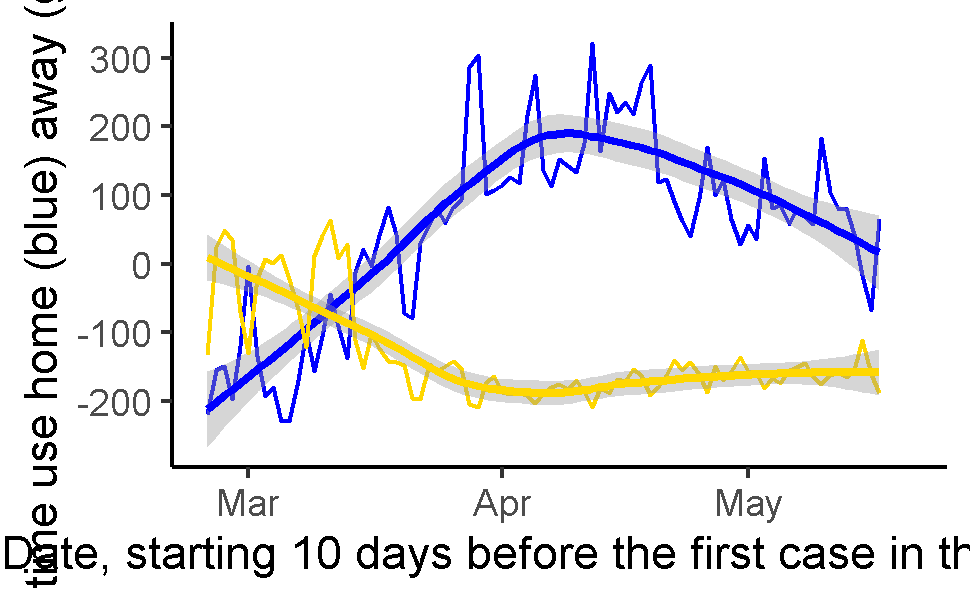 time use home (blue) away (
300
200
100
0
-100
-200
Mar Apr May
Date, starting 10 days before the first case in th